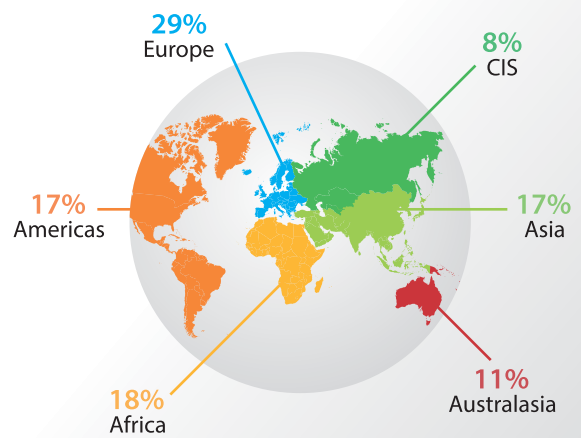 29%
Europe
8%
CIS
17%
Americas
17%
Asia
18%
Africa
11%
Australasia